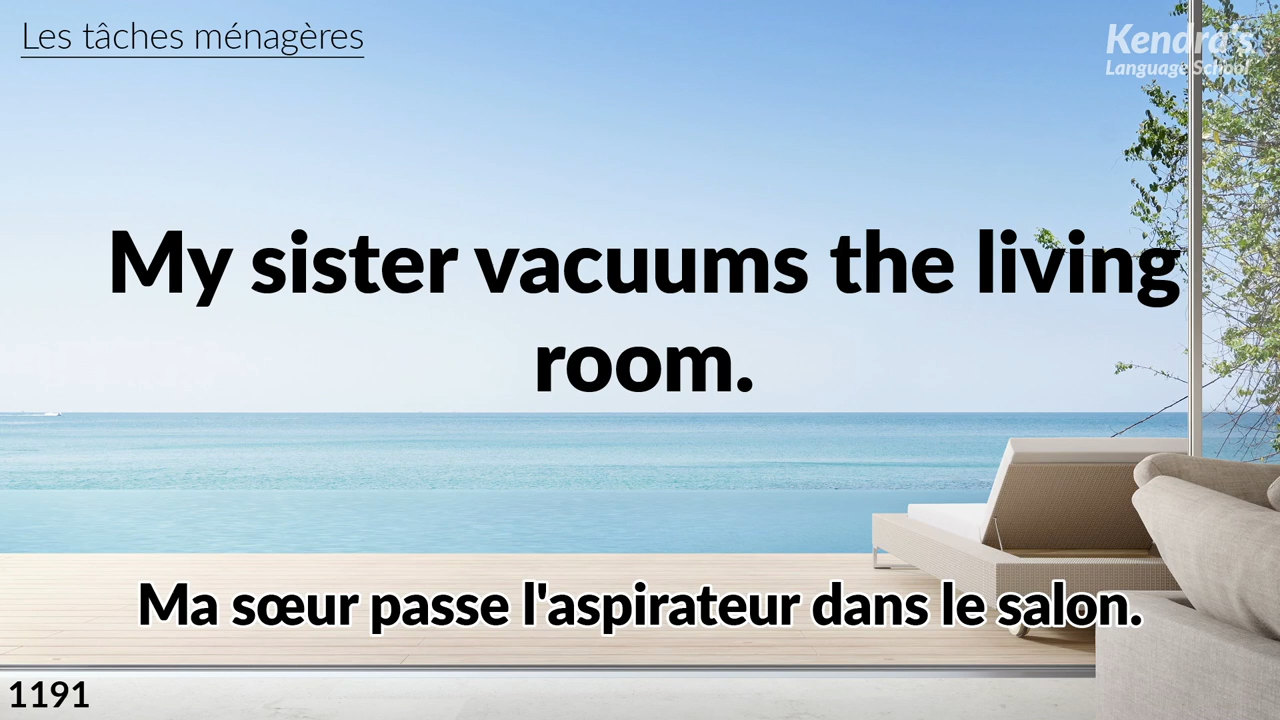 Les tâches ménagères
Kendra's
Language School
My sister vacuums the living
room.
Ma sœur passe l'aspirateur dans le salon.
1191